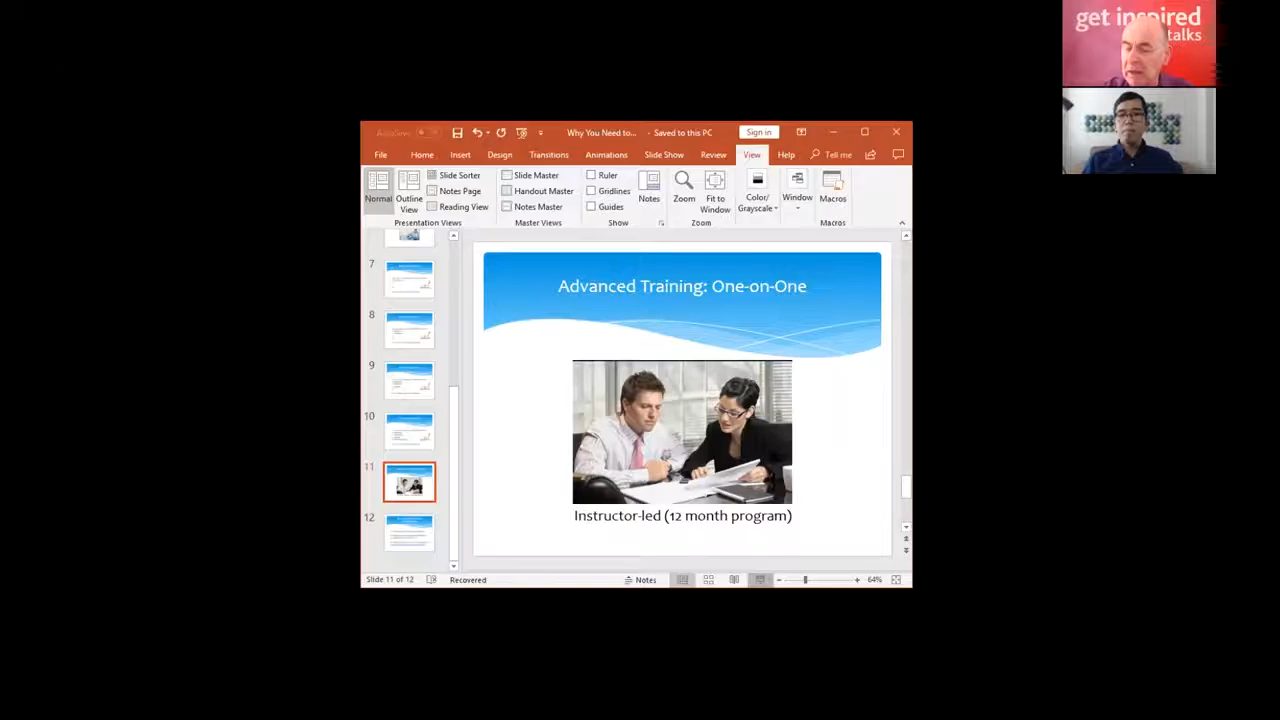 get inspired
talks
AutoSave
Why You Need to... - Saved to this PC
Sign in
File Home Insert Design Transitions Animations Slide Show Review View Help Tell me
Normal
Outline View
Slide Sorter
Notes Page
Reading View
Presentation Views
Slide Master
Handout Master
Notes Master
Master Views
Ruler
Gridlines
Guides
Show
Notes
Zoom
Fit to Window
Zoom
Color/ Grayscale
Window
Macros
Macros
7
8
9
10
11
12
Advanced Training: One-on-One
Instructor-led (12 month program)
Slide 11 of 12
Recovered
Notes
64%